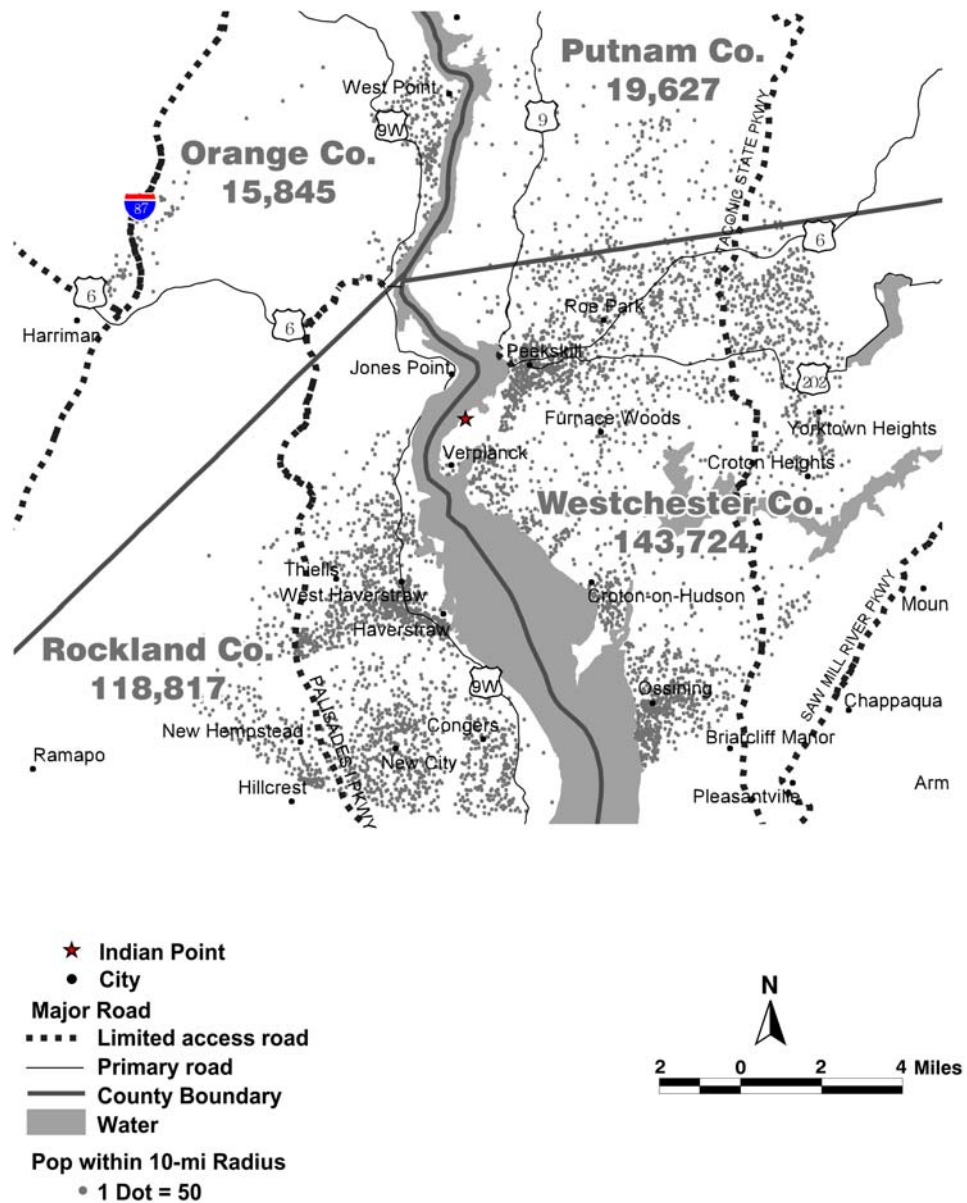 Putnam Co.
19,627
West Point
9W
9
TACONIC STATE PKWY
Orange Co.
15,845
87
6
6
Harriman
6
Roe Park
Peekskill
Jones Point
202
Furnace Woods
Yorktown Heights
Verplanck
Croton Heights
Westchester Co.
143,724
Thiells
West Haverstraw
Croton-on-Hudson
Haverstraw
Moun
SAW MILL RIVER PKWY
Rockland Co.
118,817
9W
Ossining
Chappaqua
PALISADES I PKWY
New Hempstead
Congers
Briarcliff Manor
Ramapo
New City
Hillcrest
Pleasantville
Arm
Indian Point
City
Major Road
Limited access road
Primary road
County Boundary
Water
Pop within 10-mi Radius
1 Dot = 50
N
2 0 2 4 Miles